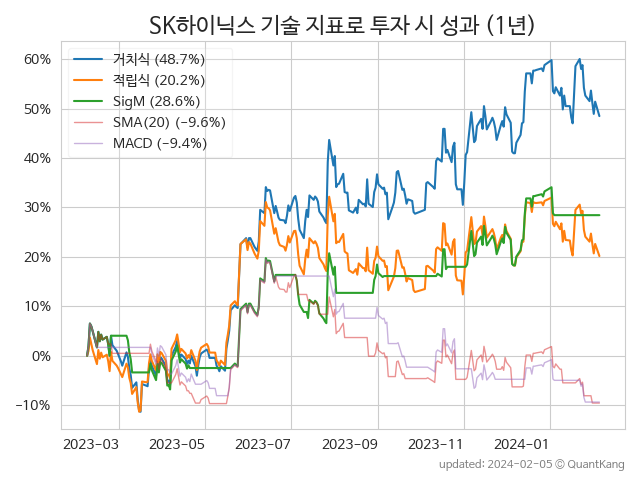 SK하이닉스 기술 지표로 투자 시 성과 (1년)
거치식 (48.7%)
적립식 (20.2%)
SigM (28.6%)
SMA(20) (−9.6%)
MACD (−9.4%)
60%
50%
40%
30%
20%
10%
0%
−10%
2023-03 2023-05 2023-07 2023-09 2023-11 2024-01
updated: 2024-02-05 © QuantKang